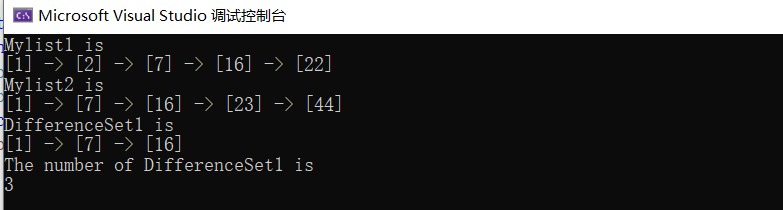 Microsoft Visual Studio 调试控制台
Mylist1 is
[1] -> [2] -> [7] -> [16] -> [22]
Mylist2 is
[1] -> [7] -> [16] -> [23] -> [44]
DifferenceSet1 is
[1] -> [7] -> [16]
The number of DifferenceSet1 is
3